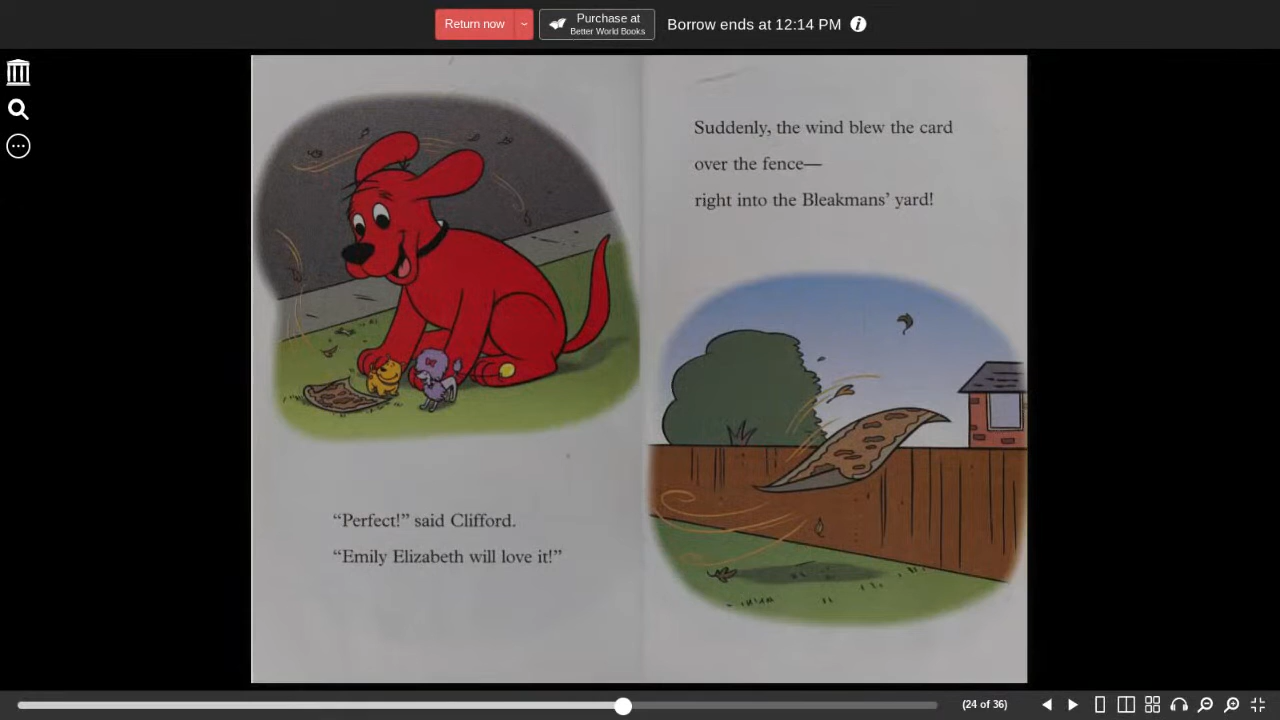 Return now
Purchase at
Better World Books
Borrow ends at 12:14 PM
“Perfect!” said Clifford.
“Emily Elizabeth will love it!”
Suddenly, the wind blew the card
over the fence—
right into the Bleakmans’ yard!
(24 of 36)